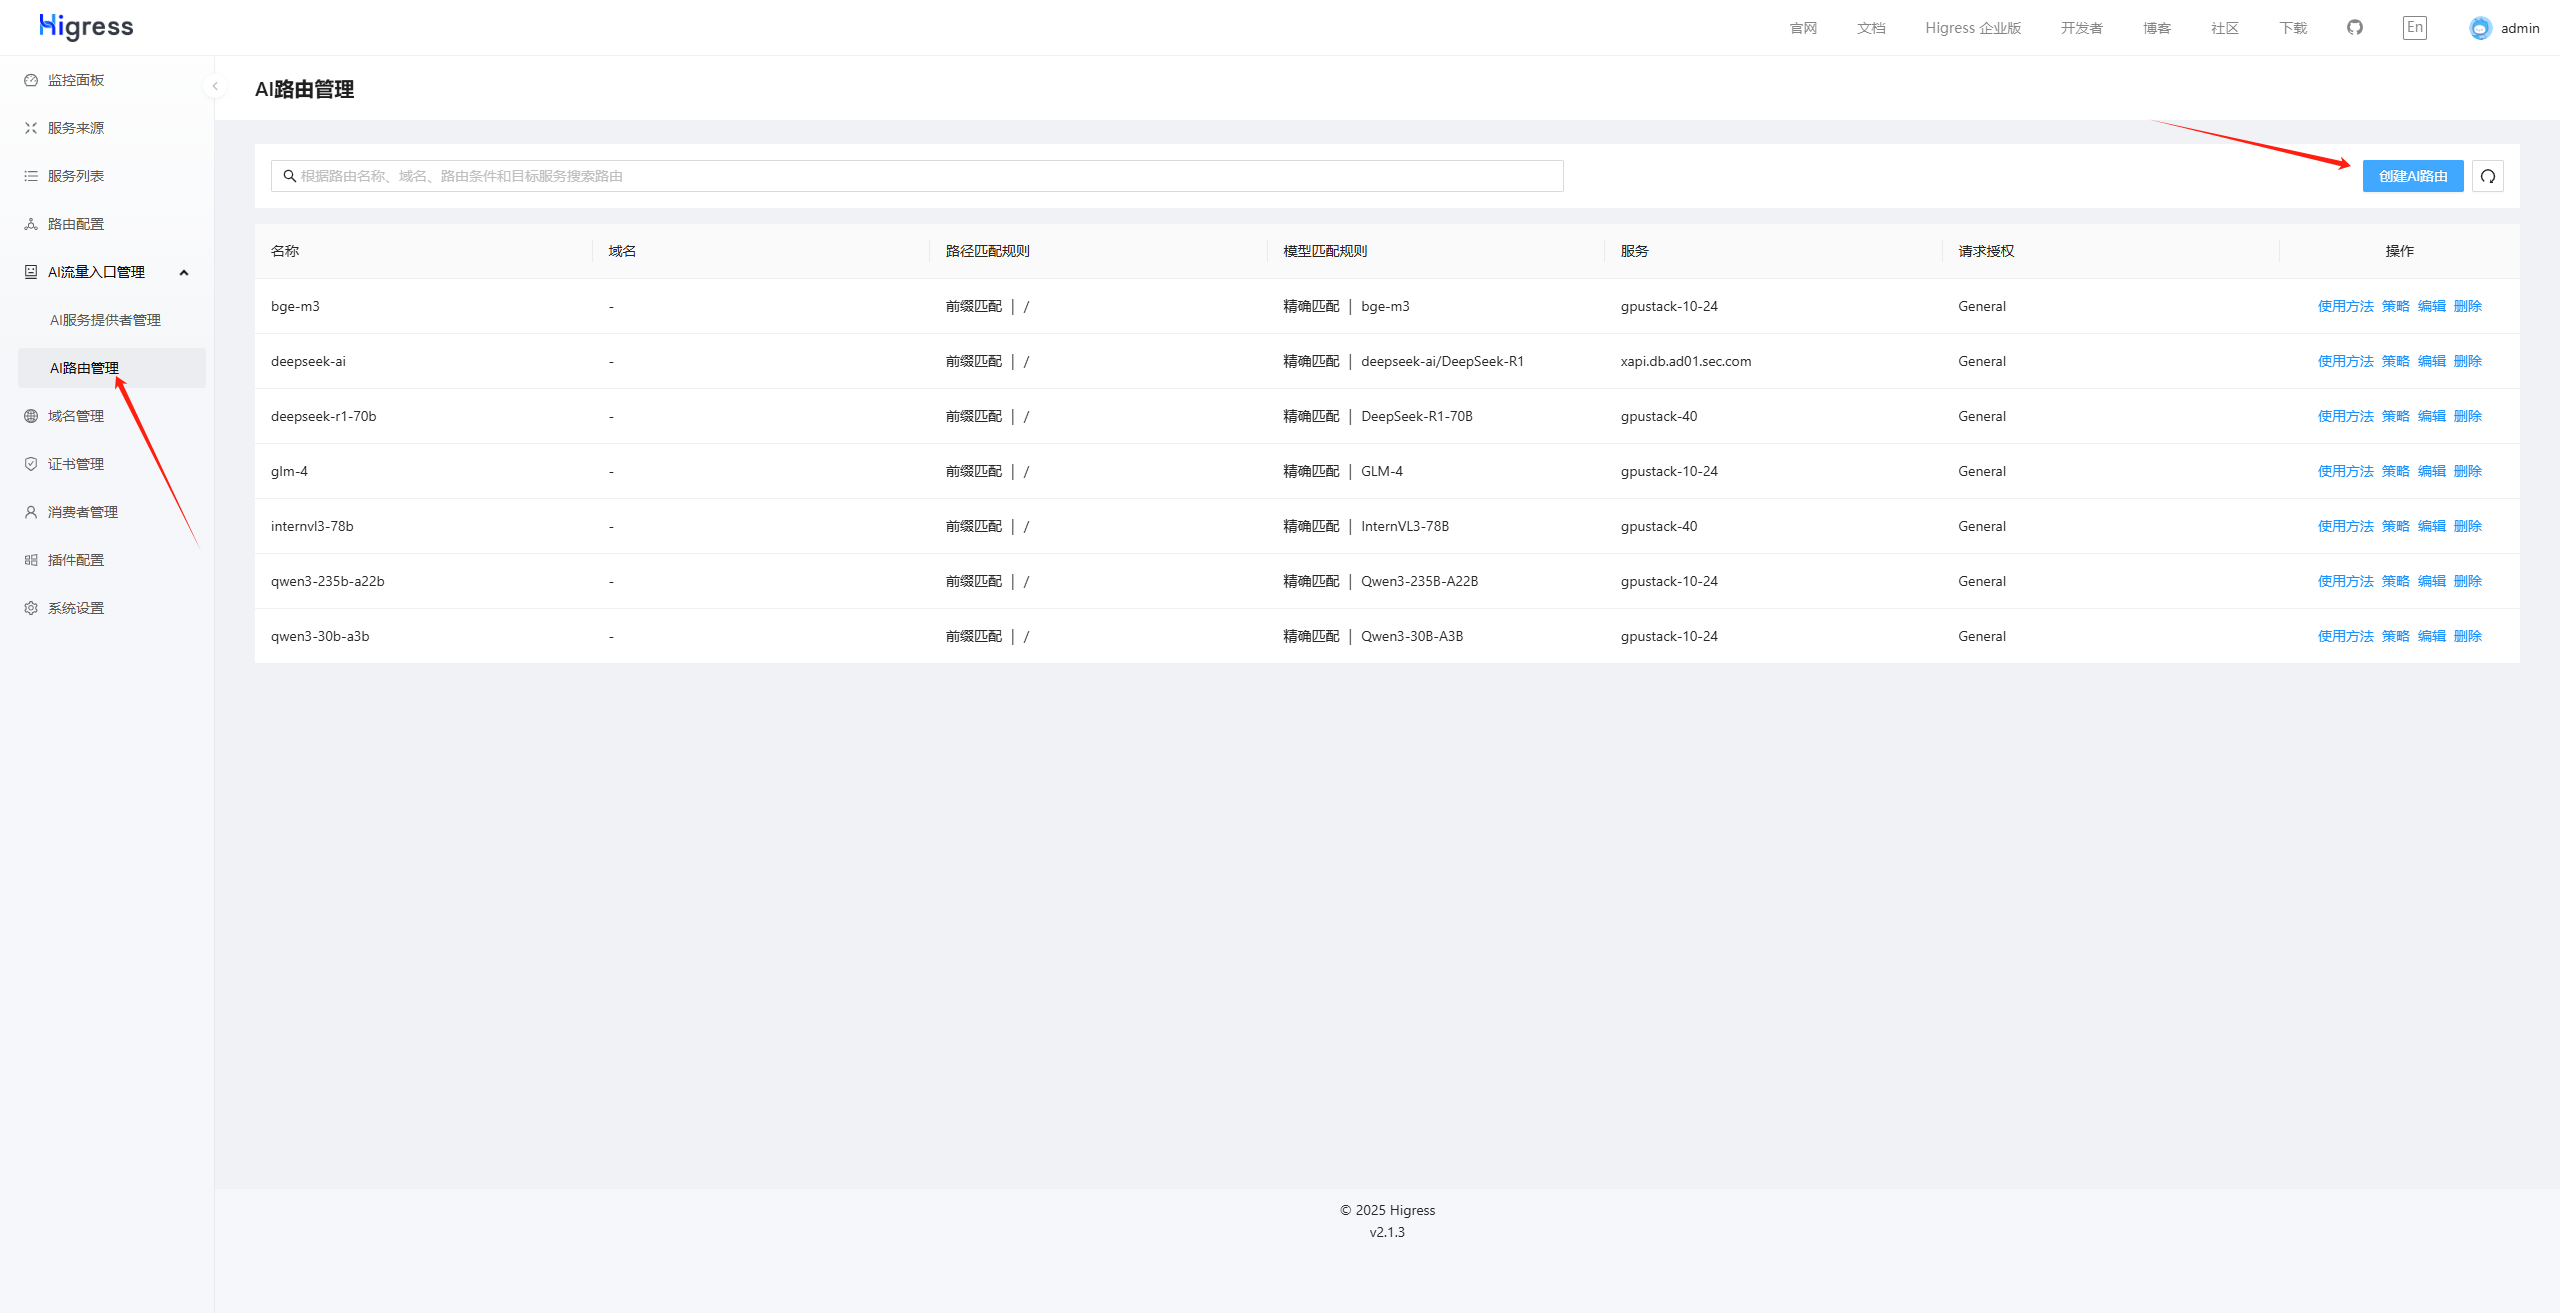 Higress
官网 文档 Higress 企业版 开发者 博客 社区 下载 En admin
监控面板
服务来源
服务列表
路由配置
AI流量入口管理
AI服务提供者管理
AI路由管理
域名管理
证书管理
消费者管理
插件配置
系统设置
AI路由管理
根据路由名称、域名、路由条件和目标服务搜索路由 创建AI路由
名称 域名 路径匹配规则 模型匹配规则 服务 请求授权 操作
bge-m3 - 前缀匹配 | / 精确匹配 | bge-m3 gpustack-10-24 General 使用方法 策略 编辑 删除
deepseek-ai - 前缀匹配 | / 精确匹配 | deepseek-ai/DeepSeek-R1 xapi.db.ad01.sec.com General 使用方法 策略 编辑 删除
deepseek-r1-70b - 前缀匹配 | / 精确匹配 | DeepSeek-R1-70B gpustack-40 General 使用方法 策略 编辑 删除
glm-4 - 前缀匹配 | / 精确匹配 | GLM-4 gpustack-10-24 General 使用方法 策略 编辑 删除
internvl3-78b - 前缀匹配 | / 精确匹配 | InternVL3-78B gpustack-40 General 使用方法 策略 编辑 删除
qwen3-235b-a22b - 前缀匹配 | / 精确匹配 | Qwen3-235B-A22B gpustack-10-24 General 使用方法 策略 编辑 删除
qwen3-30b-a3b - 前缀匹配 | / 精确匹配 | Qwen3-30B-A3B gpustack-10-24 General 使用方法 策略 编辑 删除
© 2025 Higress
v2.1.3